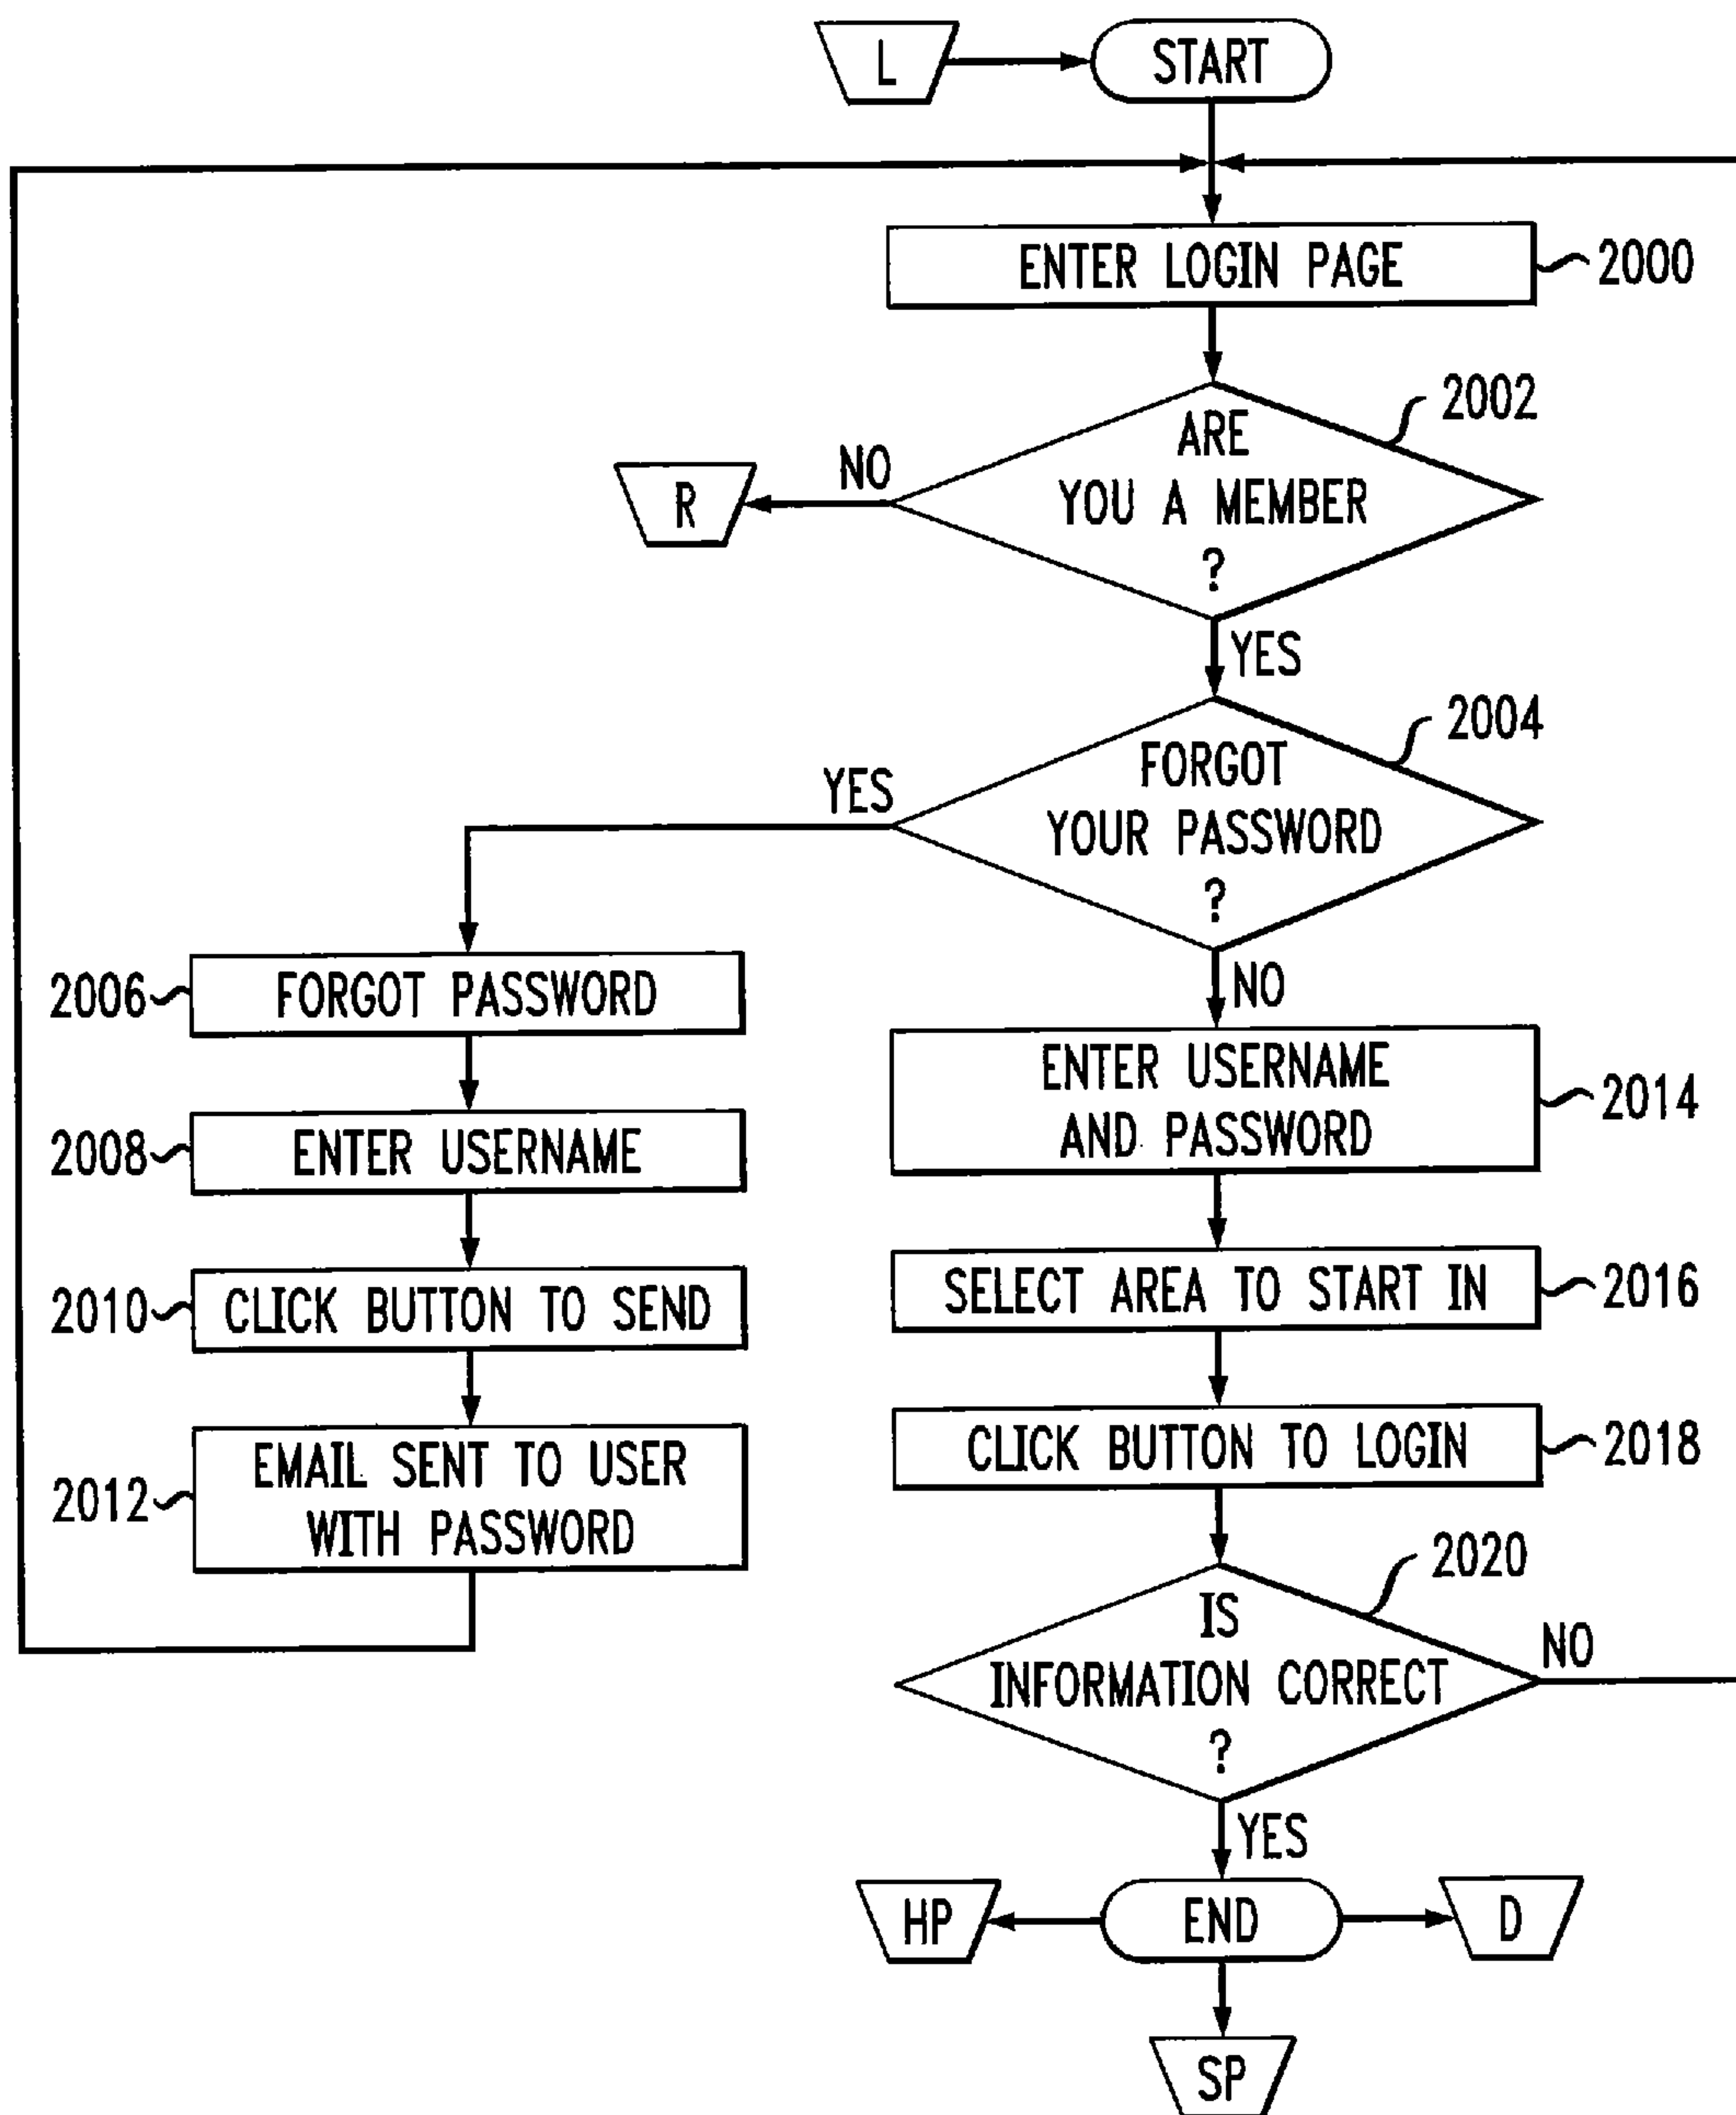 L
START
ENTER LOGIN PAGE
2000
2002
ARE
YOU A MEMBER
?
NO
R
YES
2004
FORGOT
YOUR PASSWORD
?
YES
NO
2006
FORGOT PASSWORD
2008
ENTER USERNAME
2010
CLICK BUTTON TO SEND
2012
EMAIL SENT TO USER
WITH PASSWORD
ENTER USERNAME
AND PASSWORD
2014
SELECT AREA TO START IN
2016
CLICK BUTTON TO LOGIN
2018
2020
IS
INFORMATION CORRECT
?
NO
YES
HP
END
D
SP